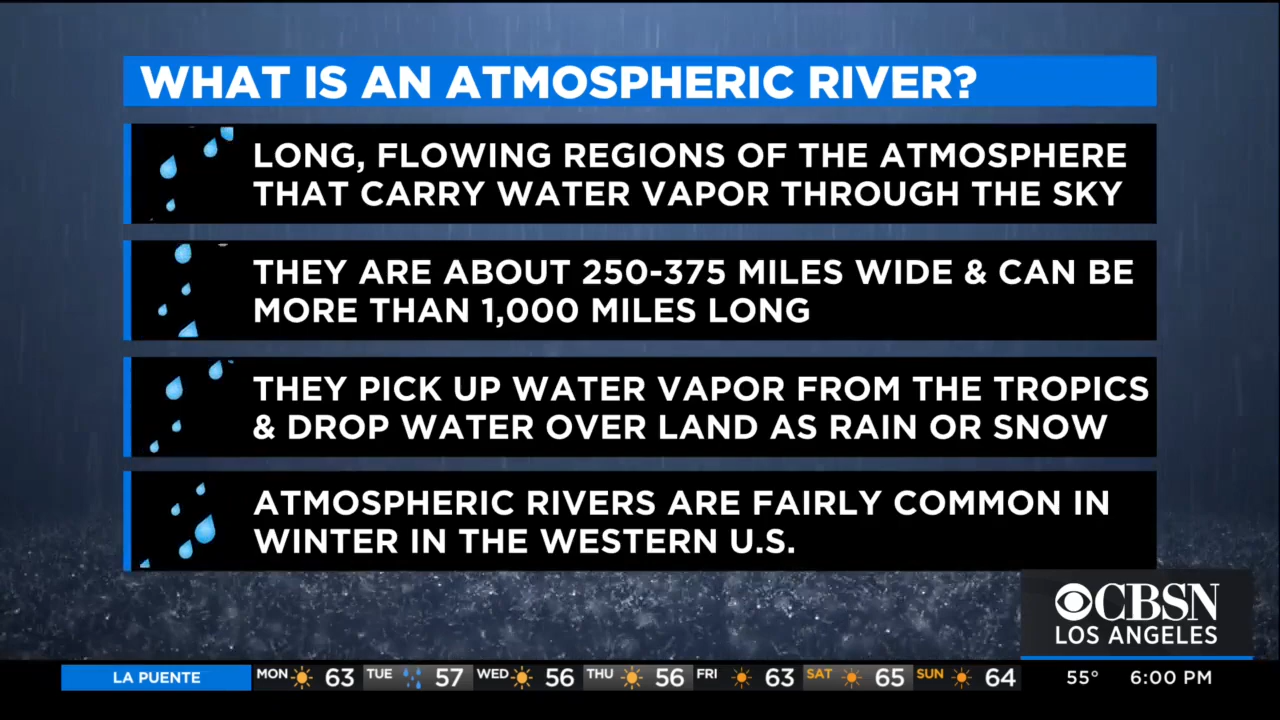 WHAT IS AN ATMOSPHERIC RIVER?
LONG, FLOWING REGIONS OF THE ATMOSPHERE
THAT CARRY WATER VAPOR THROUGH THE SKY
THEY ARE ABOUT 250-375 MILES WIDE & CAN BE
MORE THAN 1,000 MILES LONG
THEY PICK UP WATER VAPOR FROM THE TROPICS
& DROP WATER OVER LAND AS RAIN OR SNOW
ATMOSPHERIC RIVERS ARE FAIRLY COMMON IN
WINTER IN THE WESTERN U.S.
CBSN
LOS ANGELES
LA PUENTE MON 63 TUE 57 WED 56 THU 56 FRI 63 SAT 65 SUN 64 55° 6:00 PM